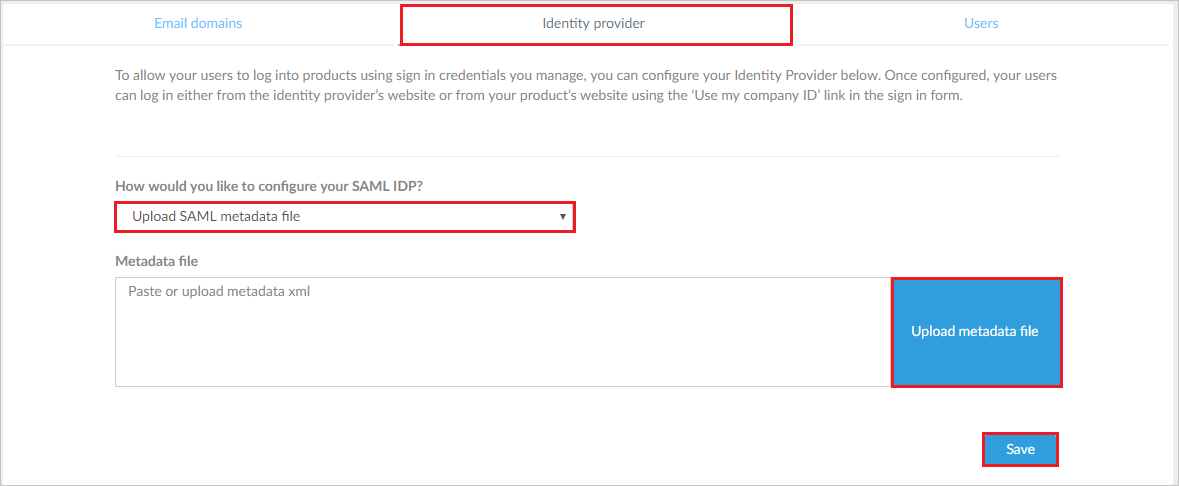 Email domains
Identity provider
Users
To allow your users to log into products using sign in credentials you manage, you can configure your Identity Provider below. Once configured, your users
can log in either from the identity provider’s website or from your product’s website using the ‘Use my company ID’ link in the sign in form.
How would you like to configure your SAML IDP?
Upload SAML metadata file
Metadata file
Paste or upload metadata xml
Upload metadata file
Save